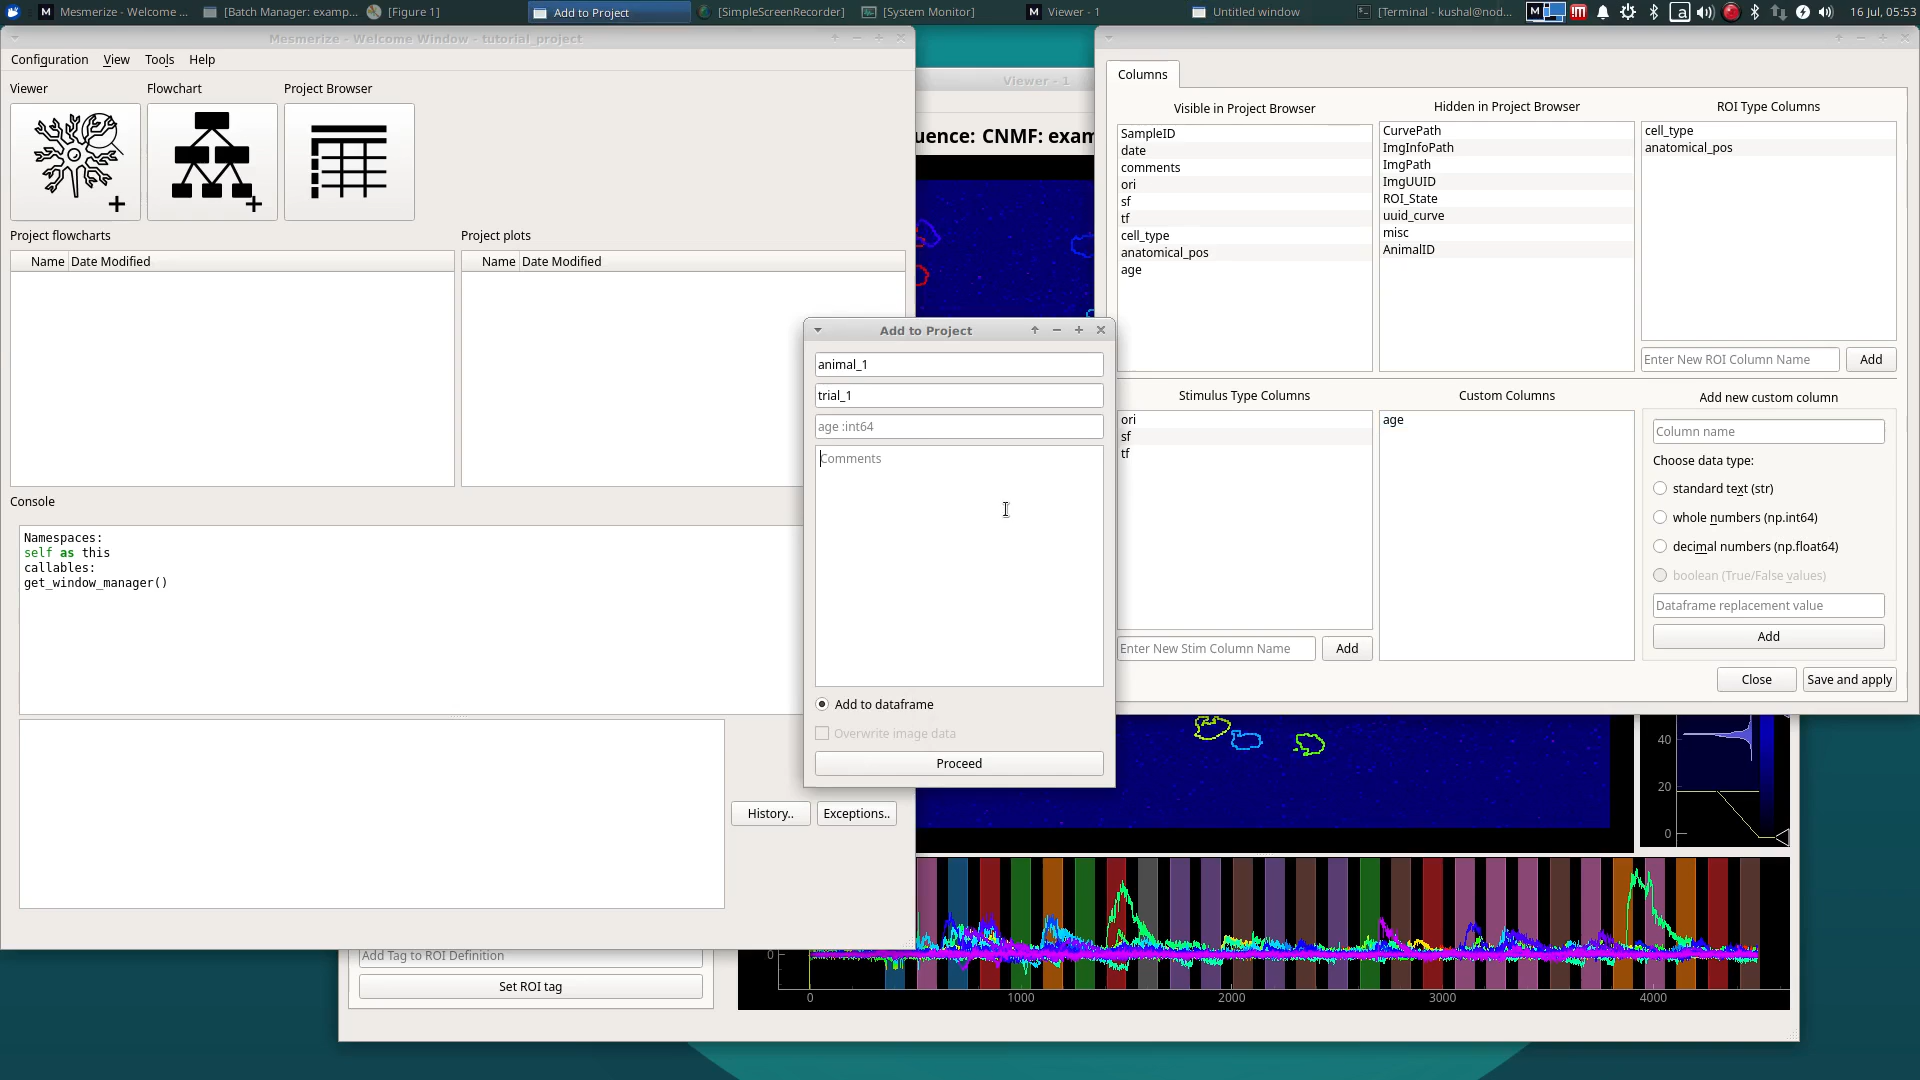 Mesmerize - Welcome ...
[Batch Manager: examp...
[Figure 1]
Add to Project
[SimpleScreenRecorder]
[System Monitor]
Viewer - 1
Untitled window
[Terminal - kushal@nod...
16 Jul, 05:53
Mesmerize - Welcome Window - tutorial_project
Configuration View Tools Help
Viewer Flowchart Project Browser
Project flowcharts
Name Date Modified
Project plots
Name Date Modified
Console
Namespaces:
self as this
callables:
get_window_manager()
History..
Exceptions..
Viewer - 1
uence: CNMF: exam
Add to Project
animal_1
trial_1
age :int64
Comments
Add to dataframe
Overwrite image data
Proceed
Columns
Visible in Project Browser
SampleID
date
comments
ori
sf
tf
cell_type
anatomical_pos
age
Hidden in Project Browser
CurvePath
ImgInfoPath
ImgPath
ImgUUID
ROI_State
uuid_curve
misc
AnimalID
ROI Type Columns
cell_type
anatomical_pos
Enter New ROI Column Name
Add
Stimulus Type Columns
ori
sf
tf
Enter New Stim Column Name
Add
Custom Columns
age
Add new custom column
Column name
Choose data type:
standard text (str)
whole numbers (np.int64)
decimal numbers (np.float64)
boolean (True/False values)
Dataframe replacement value
Add
Close
Save and apply
40
20
0
Add Tag to ROI Definition
Set ROI tag
0
0 1000 2000 3000 4000